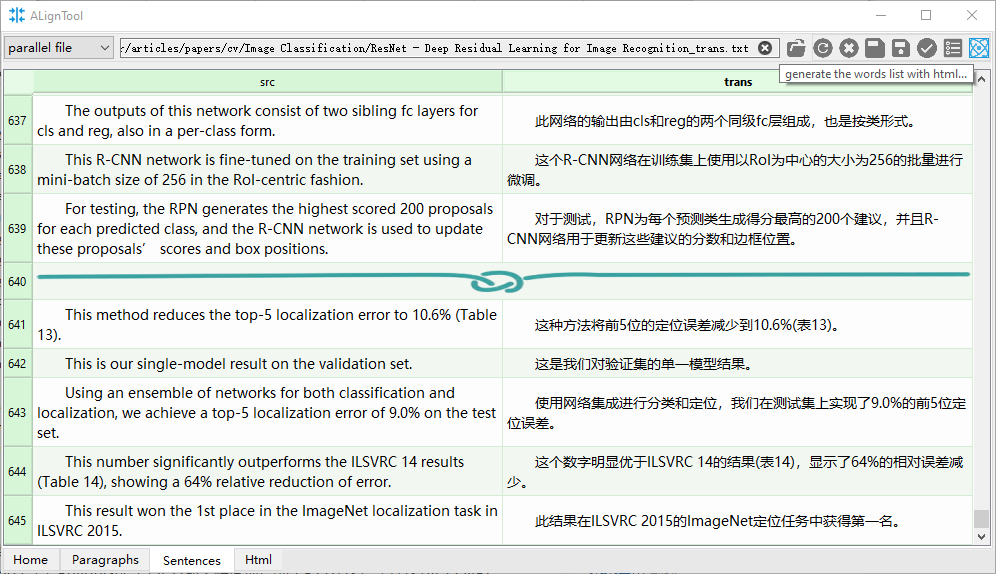 ALignTool
parallel file
r/articles/papers/cv/Image Classification/ResNet - Deep Residual Learning for Image Recognition_trans.txt
generate the words list with html...
src
trans
637
The outputs of this network consist of two sibling fc layers for
cls and reg, also in a per-class form.
此网络的输出由cls和reg的两个同级fc层组成，也是按类形式。
638
This R-CNN network is fine-tuned on the training set using a
mini-batch size of 256 in the RoI-centric fashion.
这个R-CNN网络在训练集上使用以RoI为中心的大小为256的批量进行
微调。
639
For testing, the RPN generates the highest scored 200 proposals
for each predicted class, and the R-CNN network is used to update
these proposals’ scores and box positions.
对于测试，RPN为每个预测类生成得分最高的200个建议，并且R-
CNN网络用于更新这些建议的分数和边框位置。
640
641
This method reduces the top-5 localization error to 10.6% (Table
13).
这种方法将前5位的定位误差减少到10.6%(表13)。
642
This is our single-model result on the validation set.
这是我们对验证集的单一模型结果。
643
Using an ensemble of networks for both classification and
localization, we achieve a top-5 localization error of 9.0% on the test
set.
使用网络集成进行分类和定位，我们在测试集上实现了9.0%的前5位定
位误差。
644
This number significantly outperforms the ILSVRC 14 results
(Table 14), showing a 64% relative reduction of error.
这个数字明显优于ILSVRC 14的结果(表14)，显示了64%的相对误差减
少。
645
This result won the 1st place in the ImageNet localization task in
ILSVRC 2015.
此结果在ILSVRC 2015的ImageNet定位任务中获得第一名。
Home
Paragraphs
Sentences
Html